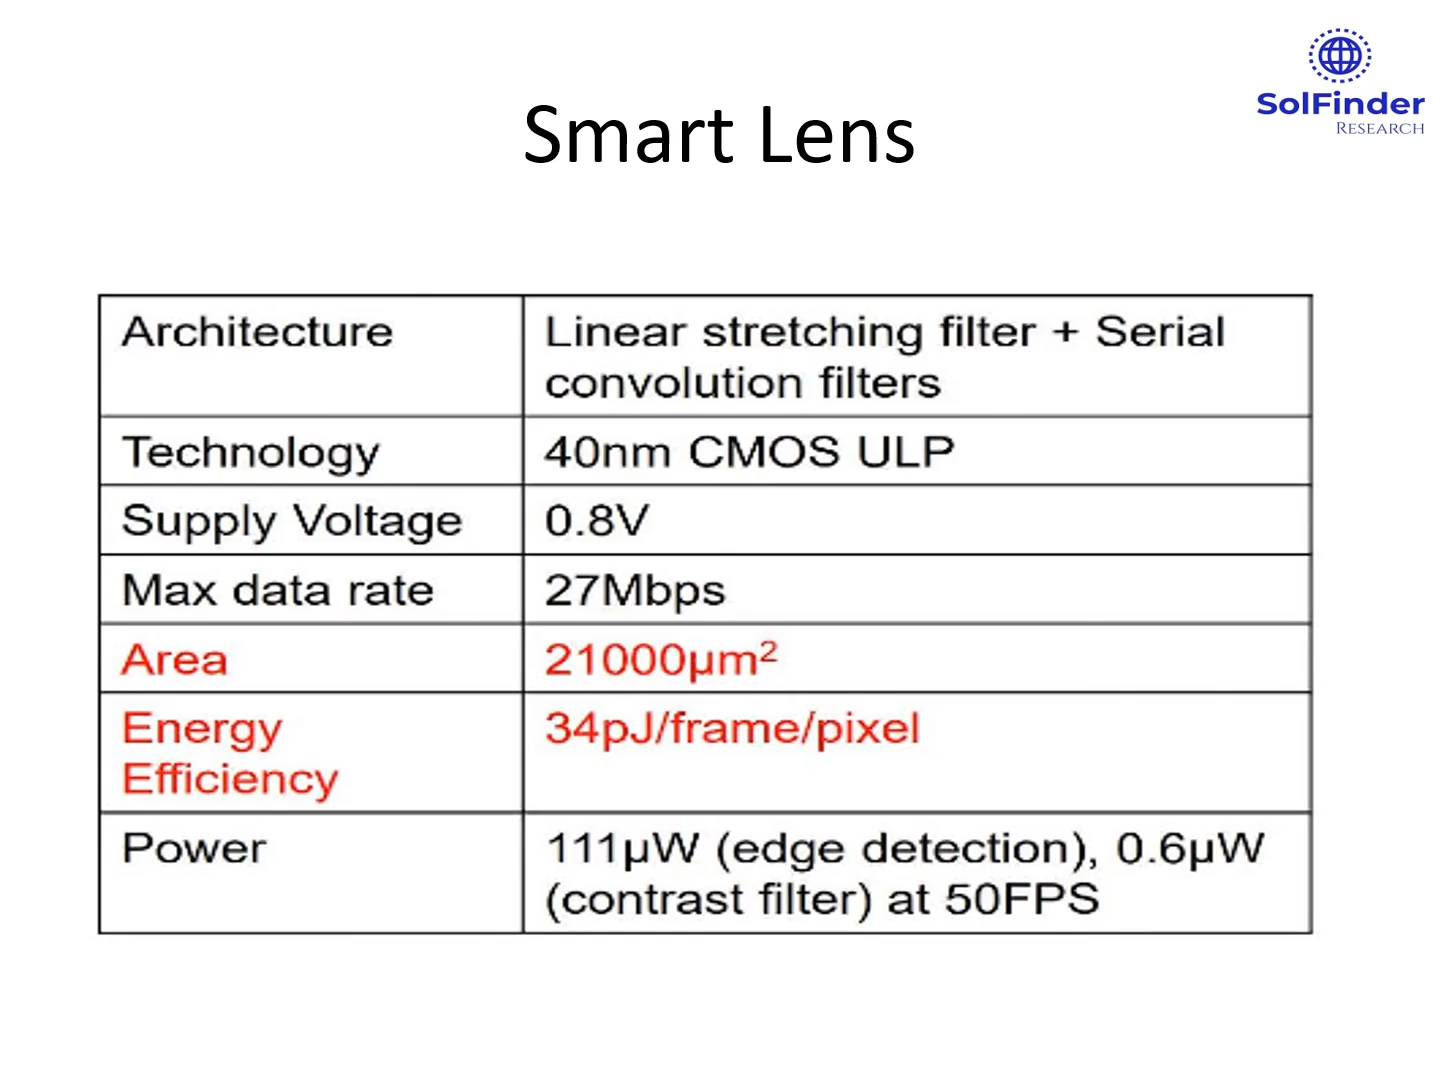 SolFinder
RESEARCH
Smart Lens
Architecture
Linear stretching filter + Serial
convolution filters
Technology
40nm CMOS ULP
Supply Voltage
0.8V
Max data rate
27Mbps
Area
21000µm²
Energy
Efficiency
34pJ/frame/pixel
Power
111µW (edge detection), 0.6µW
(contrast filter) at 50FPS